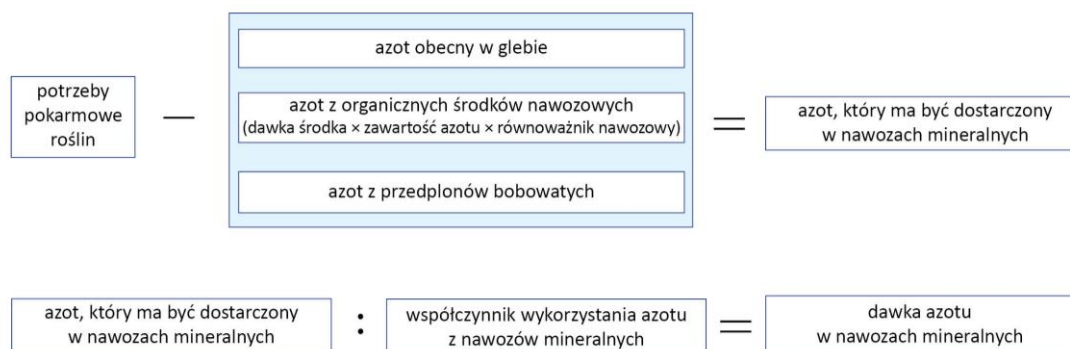 azot obecny w glebie
potrzeby
pokarmowe
roślin
—
azot z organicznych środków nawozowych
(dawka środka × zawartość azotu × równoważnik nawozowy)
=
azot, który ma być dostarczony
w nawozach mineralnych
azot z przedplonów bobowatych
azot, który ma być dostarczony
w nawozach mineralnych
:
współczynnik wykorzystania azotu
z nawozów mineralnych
=
dawka azotu
w nawozach mineralnych